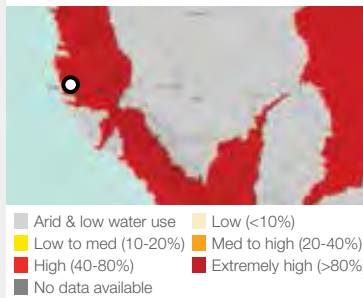 Arid & low water use Low (<10%)
Low to med (10-20%) Med to high (20-40%)
High (40-80%) Extremely high (>80%
No data available